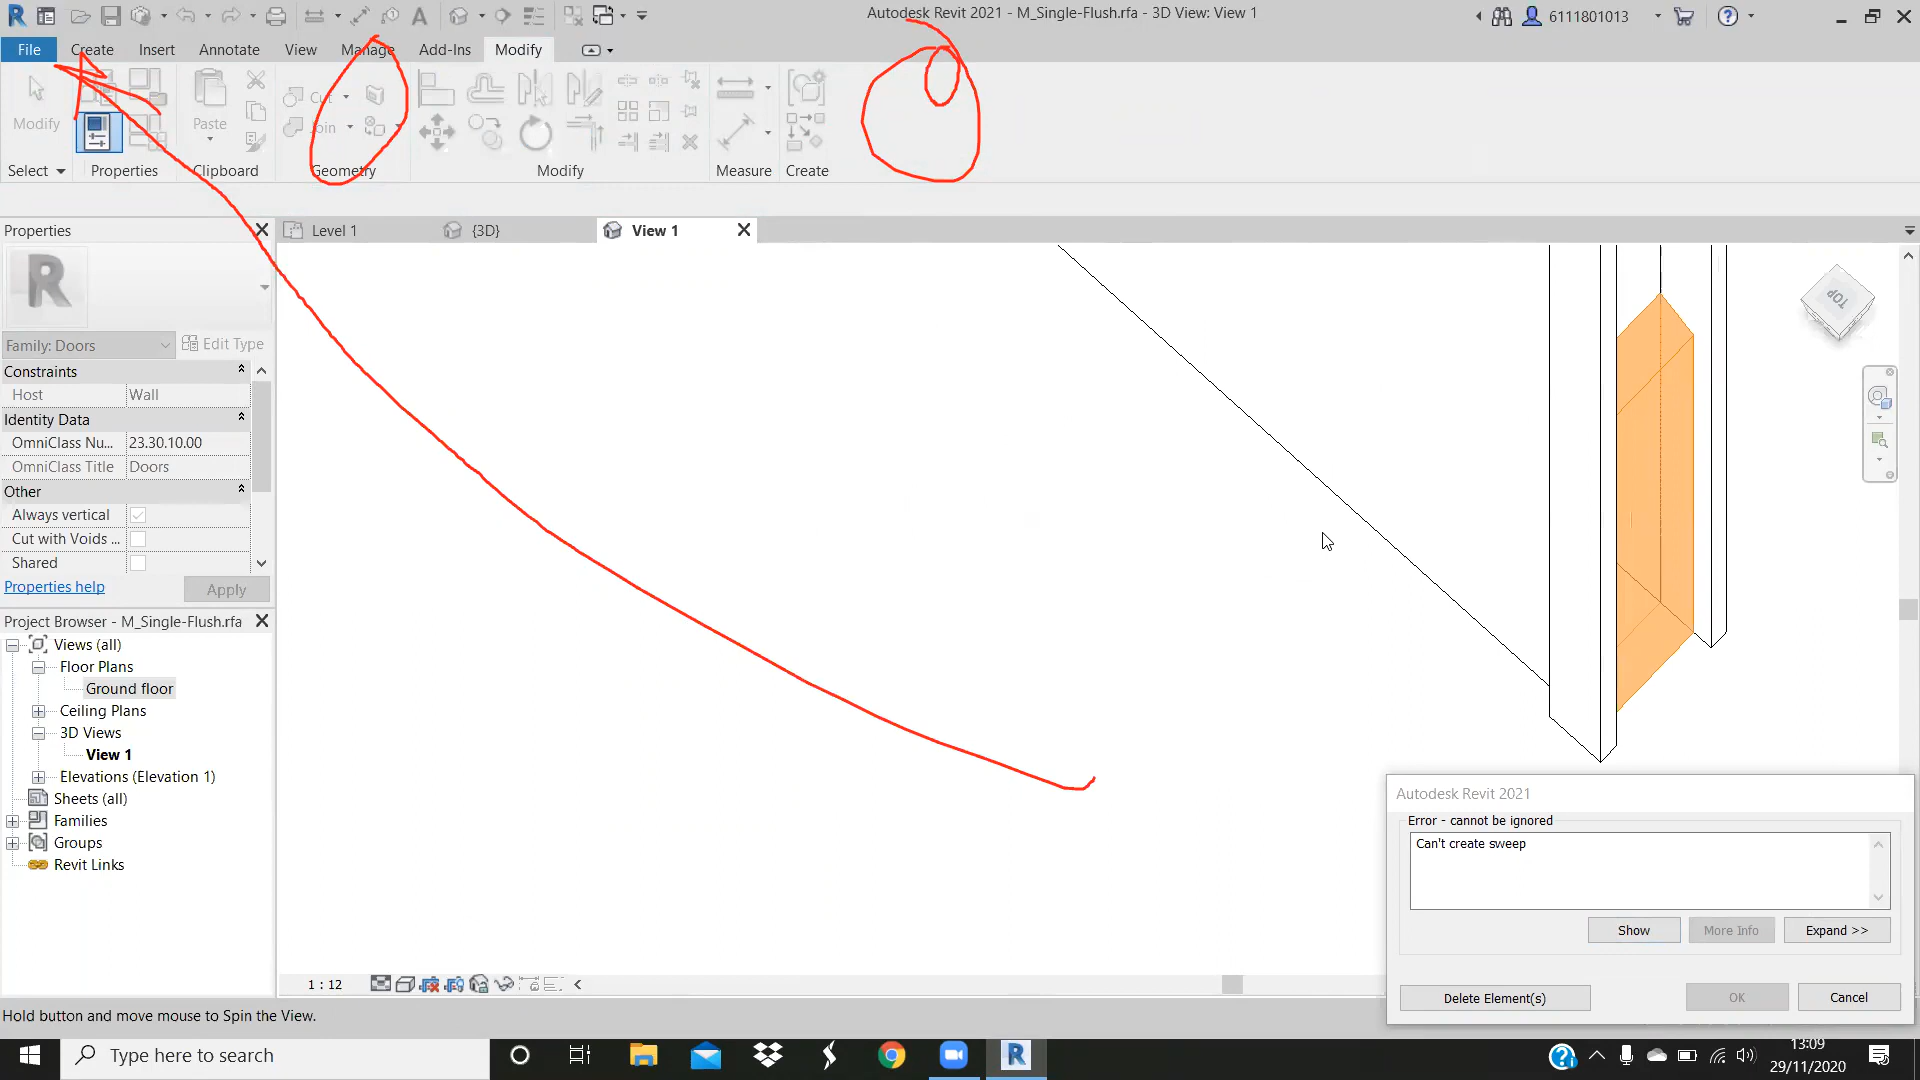 Autodesk Revit 2021 - M_Single-Flush.rfa - 3D View: View 1
6111801013
File Create Insert Annotate View Manage Add-Ins Modify
Modify
Paste
Cut
Join
Select Properties Clipboard Geometry Modify Measure Create
Properties
Level 1
{3D}
View 1
TOP
Family: Doors
Edit Type
Constraints
Host Wall
Identity Data
OmniClass Nu... 23.30.10.00
OmniClass Title Doors
Other
Always vertical
Cut with Voids ...
Shared
Properties help
Apply
Project Browser - M_Single-Flush.rfa
Views (all)
Floor Plans
Ground floor
Ceiling Plans
3D Views
View 1
Elevations (Elevation 1)
Sheets (all)
Families
Groups
Revit Links
1 : 12
Autodesk Revit 2021
Error - cannot be ignored
Can't create sweep
Show
More Info
Expand >>
Delete Element(s)
OK
Cancel
Hold button and move mouse to Spin the View.
Type here to search
13:09
29/11/2020